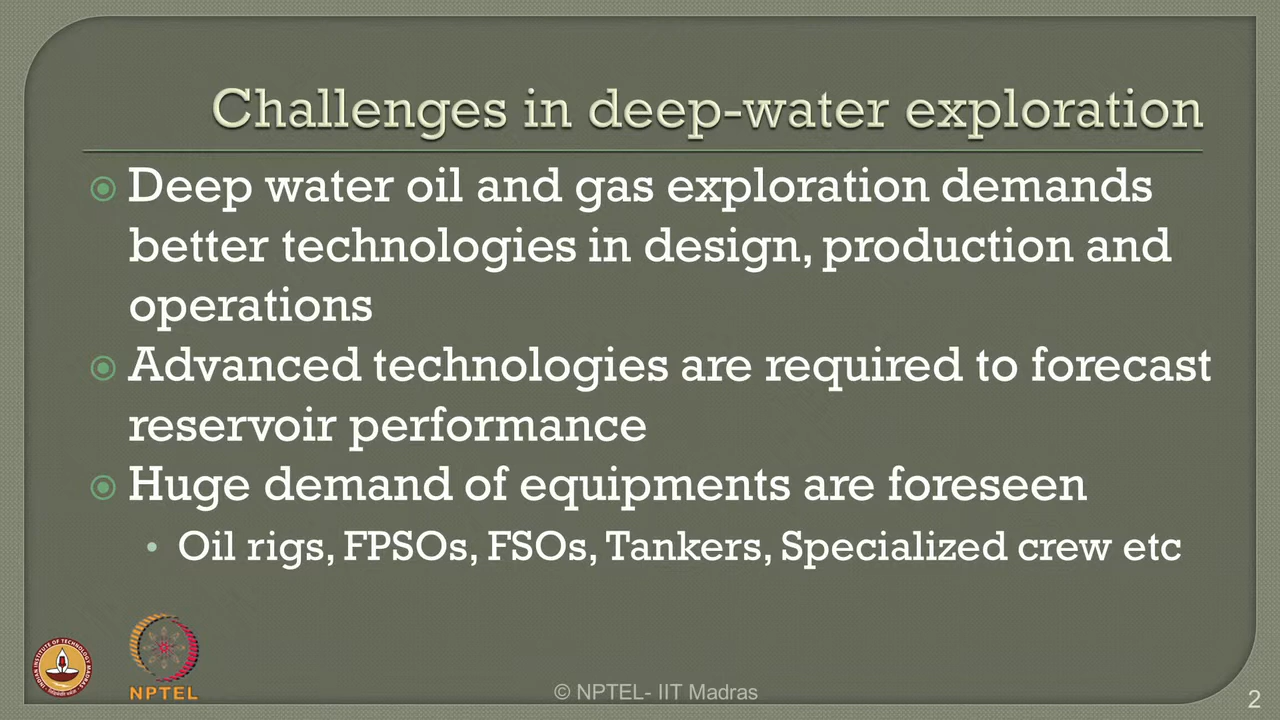 Challenges in deep-water exploration
Deep water oil and gas exploration demands
better technologies in design, production and
operations
Advanced technologies are required to forecast
reservoir performance
Huge demand of equipments are foreseen
• Oil rigs, FPSOs, FSOs, Tankers, Specialized crew etc
NPTEL
© NPTEL- IIT Madras
2